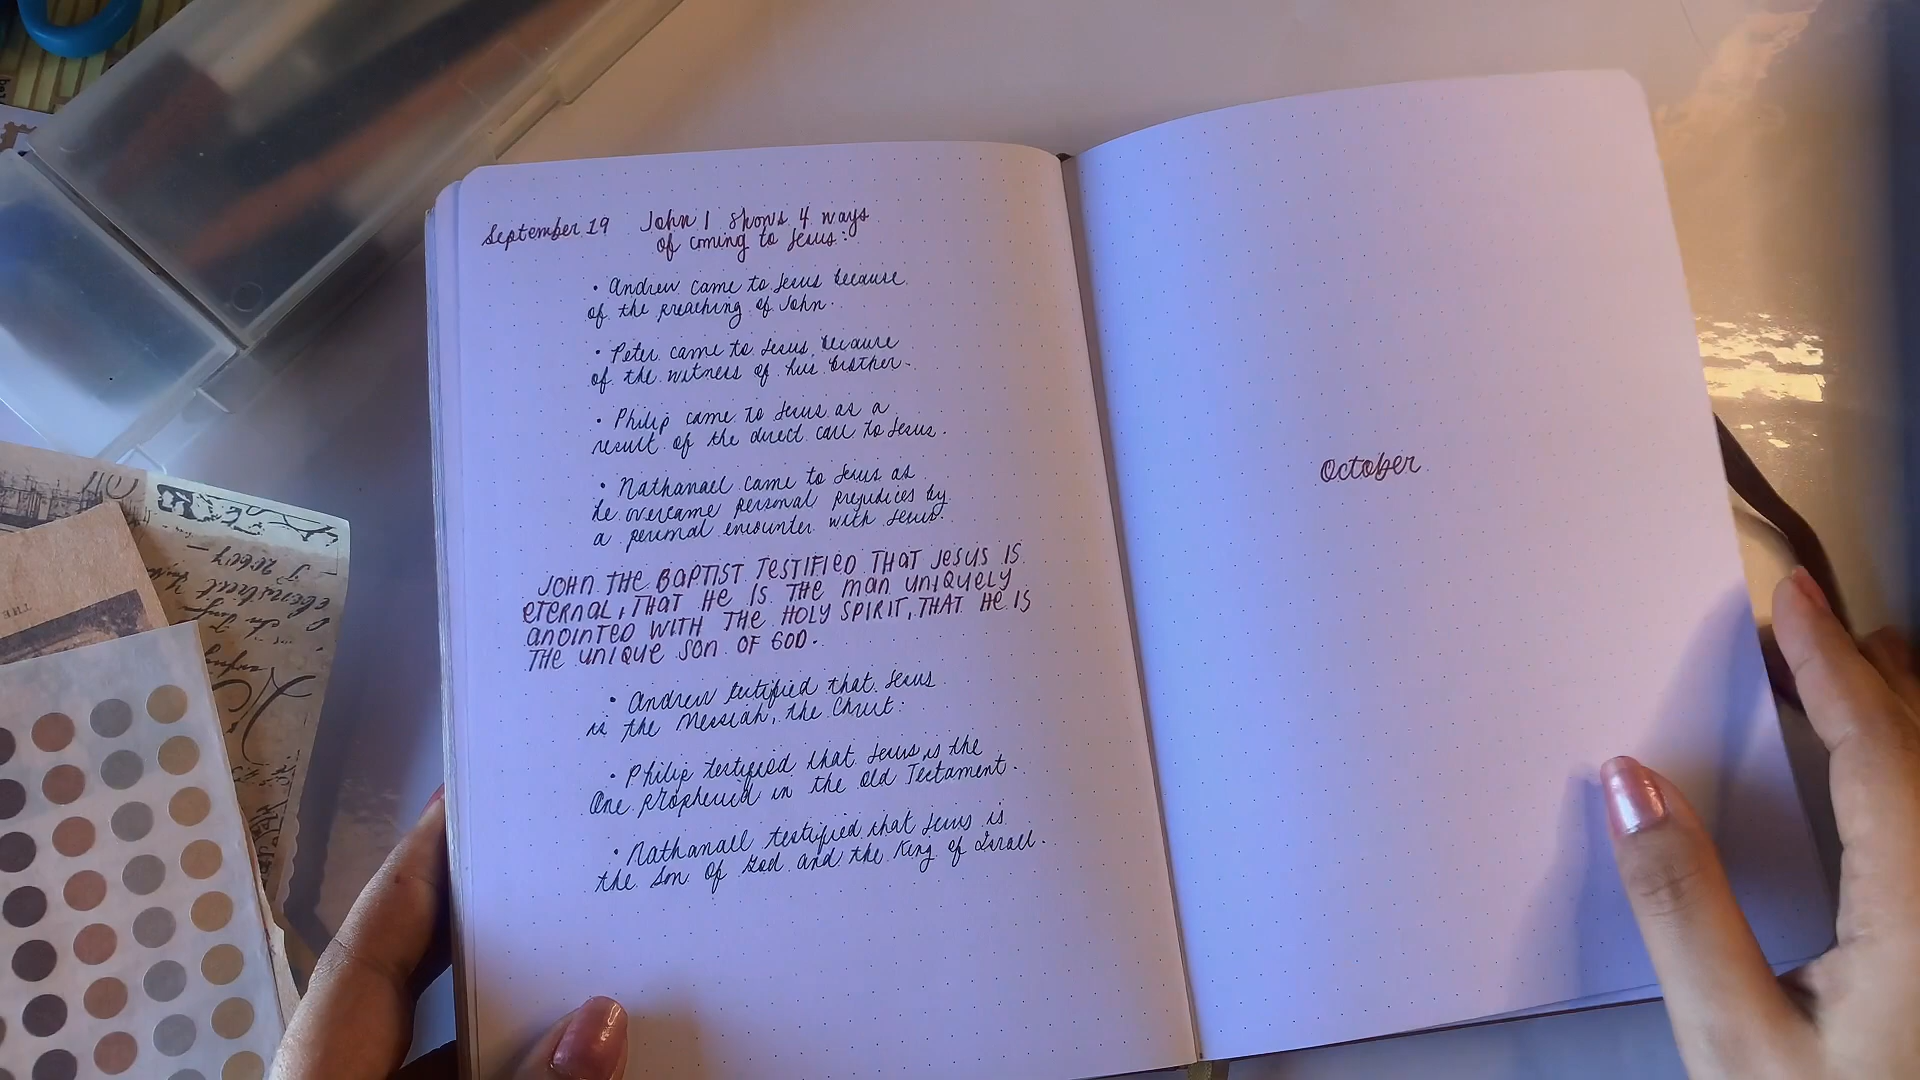 September 19 John 1 shows 4 ways
of coming to Jesus:
• Andrew came to Jesus because
of the preaching of John.
• Peter came to Jesus because
of the witness of his brother.
• Philip came to Jesus as a
result of the direct call to Jesus.
• Nathanael came to Jesus as
he overcame personal prejudices by
a personal encounter with Jesus.
JOHN THE BAPTIST TESTIFIED THAT JESUS IS
ETERNAL, THAT HE IS THE MAN UNIQUELY
ANOINTED WITH THE HOLY SPIRIT, THAT HE IS
THE UNIQUE SON OF GOD.
• Andrew testified that Jesus
is the Messiah, the Christ.
• Philip testified that Jesus is the
One prophesied in the Old Testament.
• Nathanael testified that Jesus is
the Son of God and the King of Israel.
October
THE